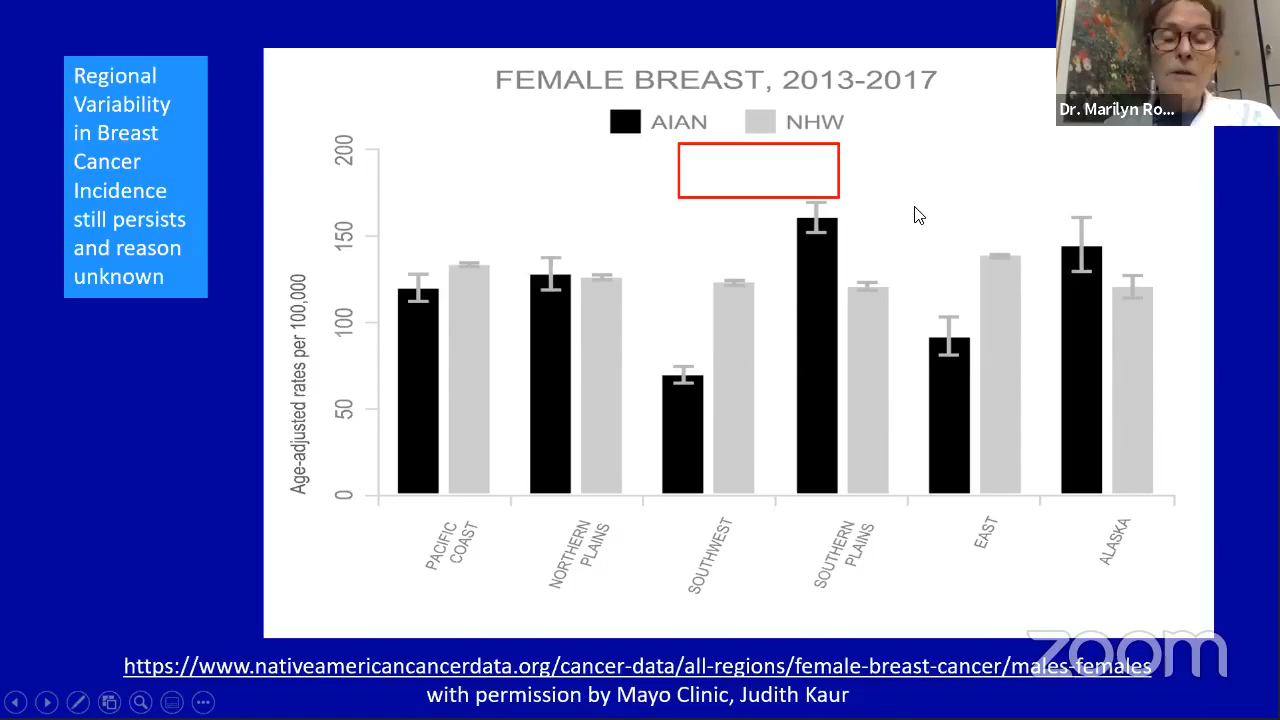 Regional
Variability
in Breast
Cancer
Incidence
still persists
and reason
unknown
FEMALE BREAST, 2013-2017
AIAN
NHW
Dr. Marilyn Ro...
Age-adjusted rates per 100,000
200
150
100
50
0
PACIFIC
COAST
NORTHERN
PLAINS
SOUTHWEST
SOUTHERN
PLAINS
EAST
ALASKA
zoom
https://www.nativeamericancancerdata.org/cancer-data/all-regions/female-breast-cancer/males-females
with permission by Mayo Clinic, Judith Kaur